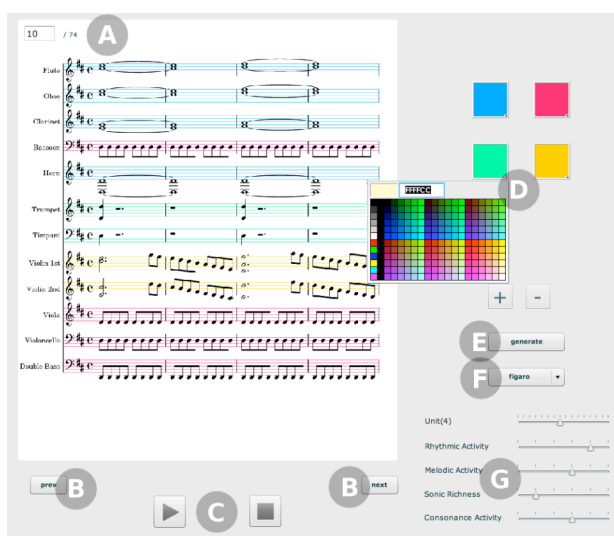 10 / 74
A
Flute
Oboe
Clarinet
Bassoon
Horn
Trumpet
Timpani
Violin 1st
Violin 2nd
Viola
Violoncello
Double Bass
FFFFCC
D
+ -
E generate
F figaro
Unit(4)
Rhythmic Activity
Melodic Activity
G
Sonic Richness
Consonance Activity
prev B
B next
C